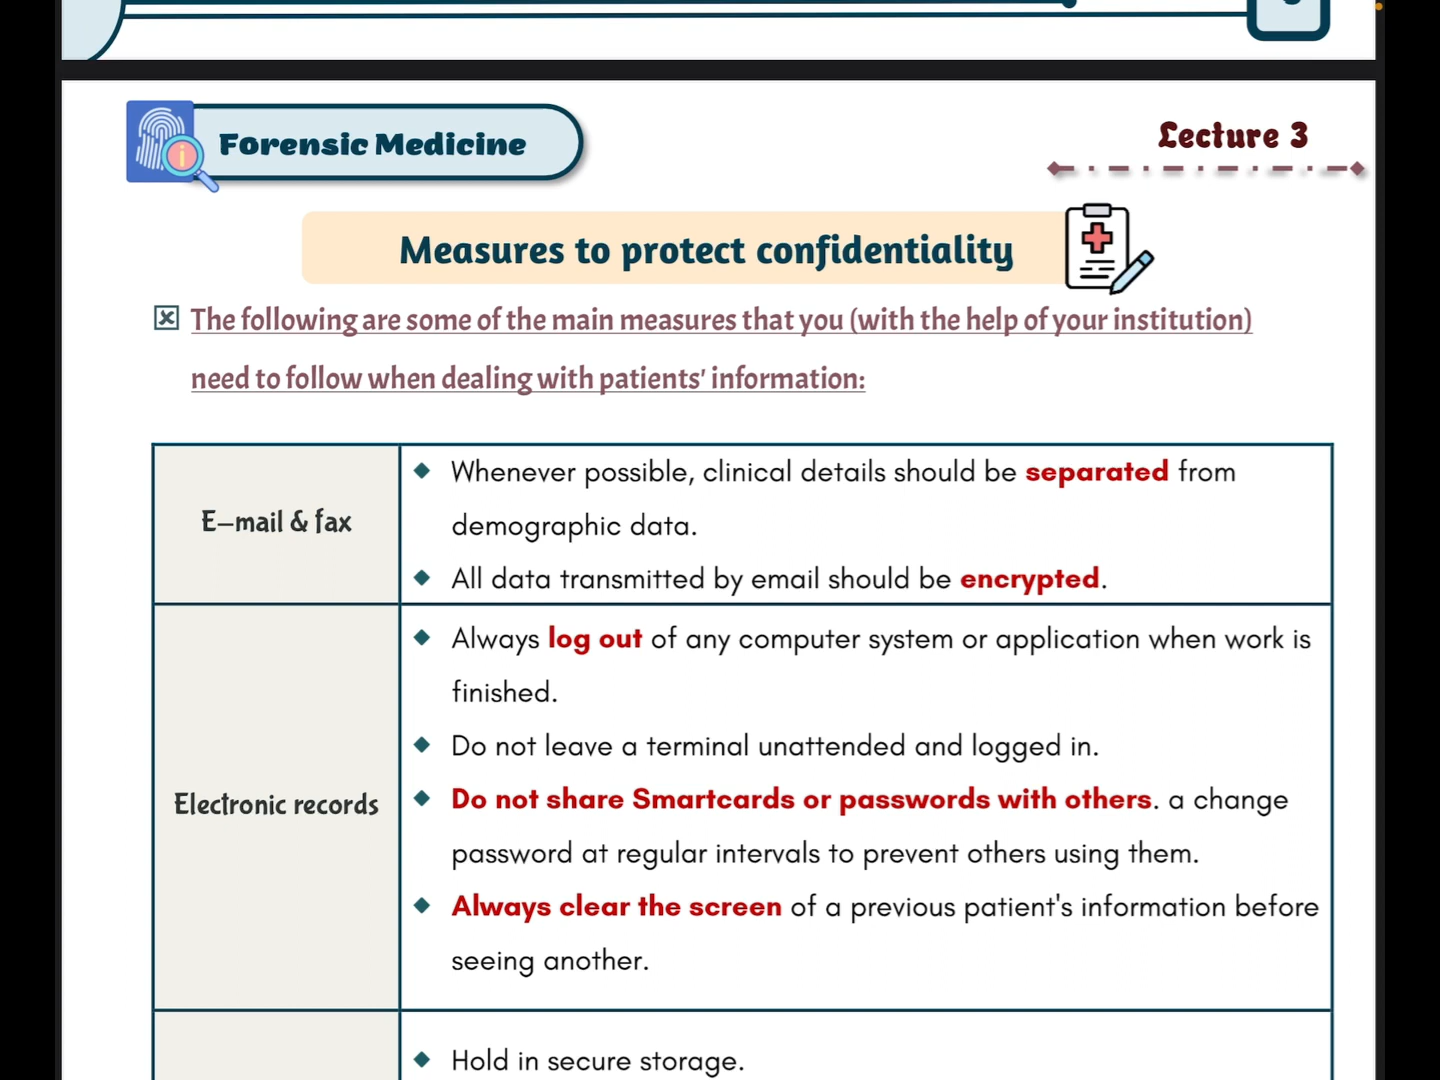 Forensic Medicine
Lecture 3
Measures to protect confidentiality
The following are some of the main measures that you (with the help of your institution)
need to follow when dealing with patients' information:
E-mail & fax
Whenever possible, clinical details should be separated from
demographic data.
All data transmitted by email should be encrypted.
Electronic records
Always log out of any computer system or application when work is
finished.
Do not leave a terminal unattended and logged in.
Do not share Smartcards or passwords with others. a change
password at regular intervals to prevent others using them.
Always clear the screen of a previous patient's information before
seeing another.
Hold in secure storage.